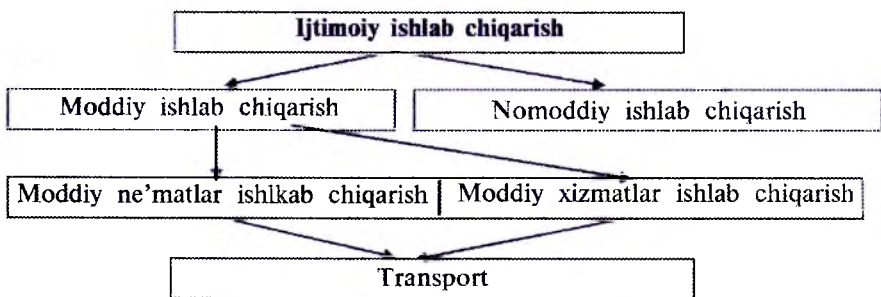 Ijtimoiy ishlab chiqarish
Moddiy ishlab chiqarish
Nomoddiy ishlab chiqarish
Moddiy ne’matlar ishlkab chiqarish
Moddiy xizmatlar ishlab chiqarish
Transport